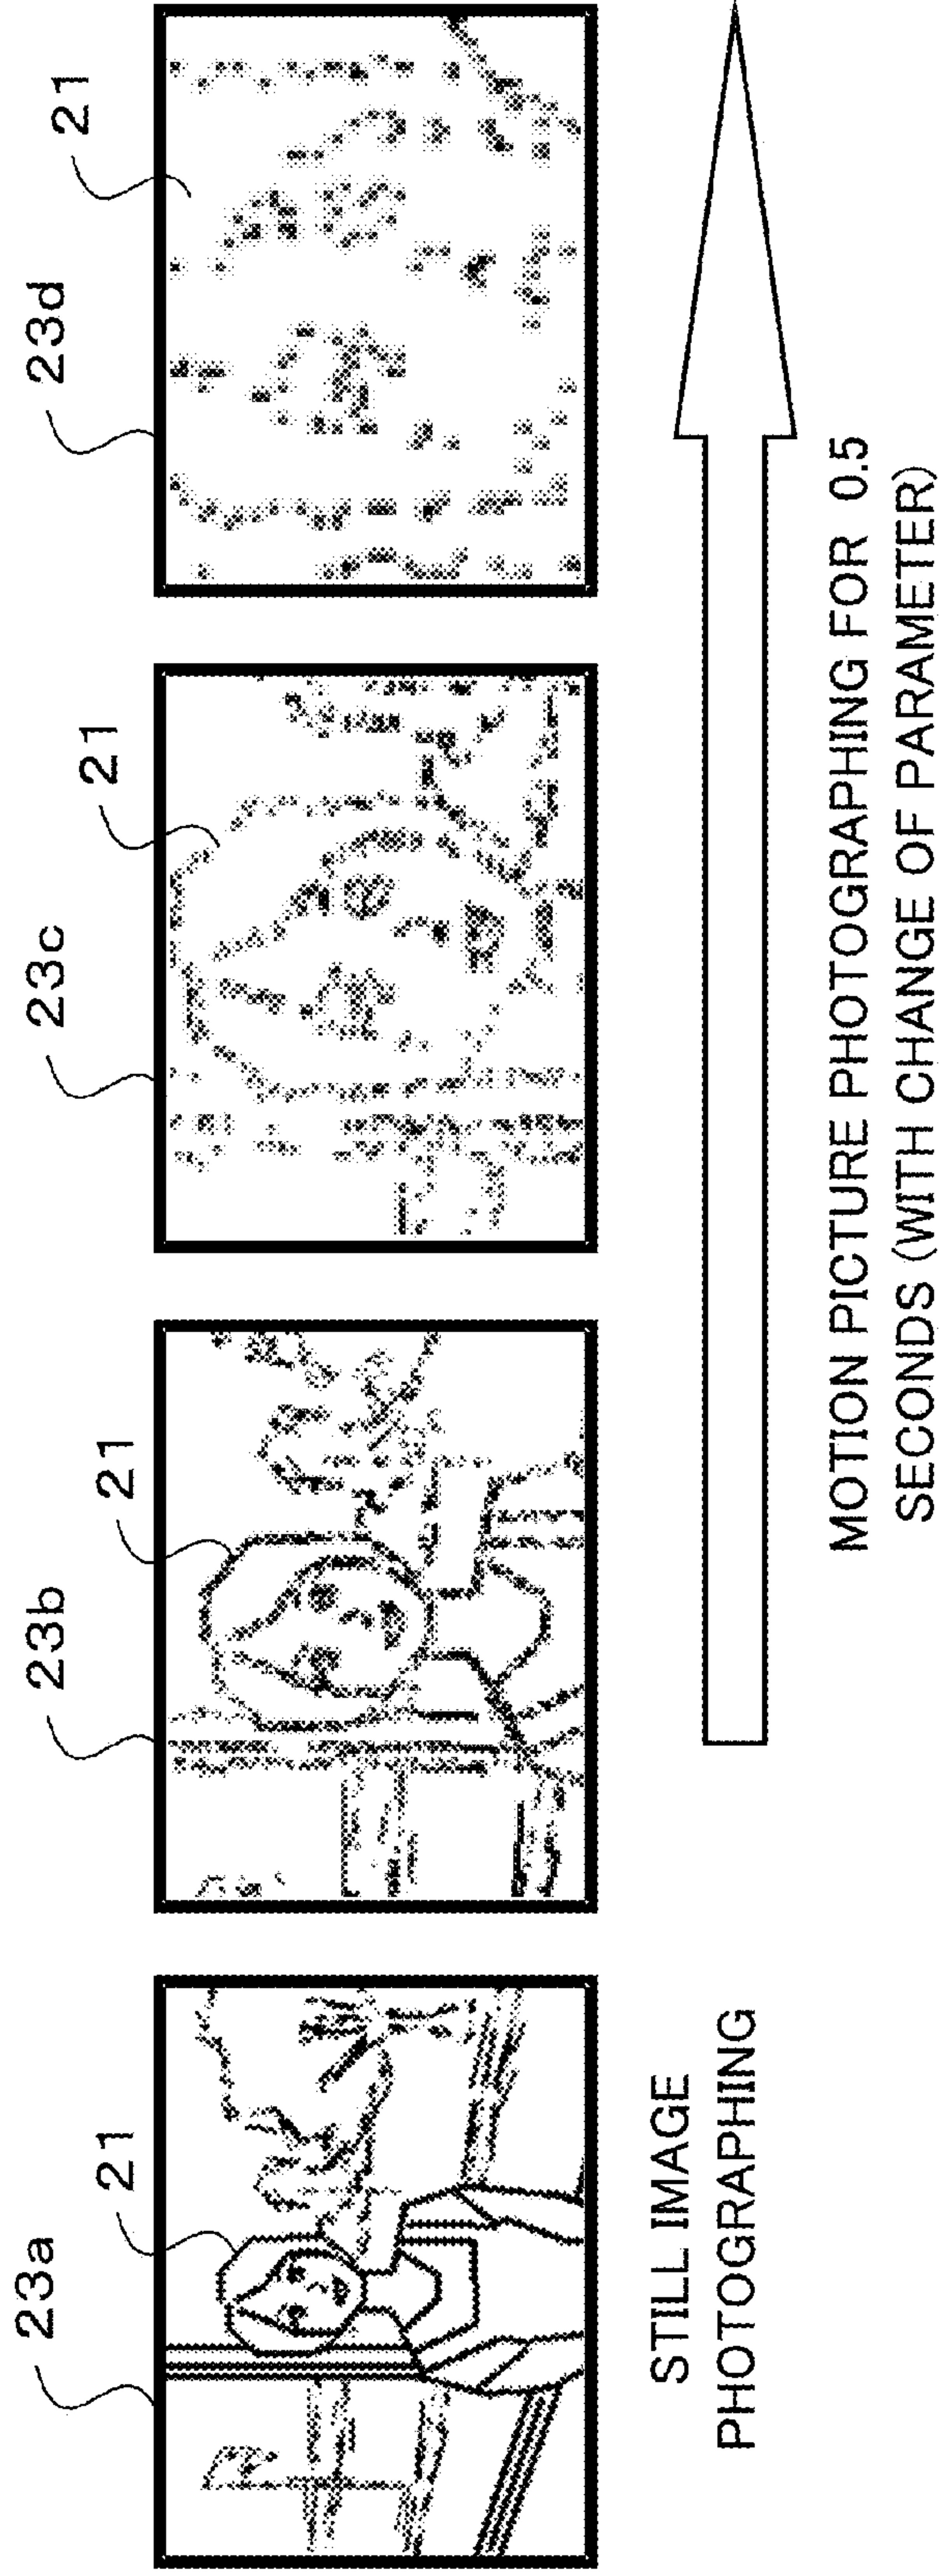 23a
21
23b
21
23c
21
23d
21
STILL IMAGE
PHOTOGRAPHING
MOTION PICTURE PHOTOGRAPHING FOR 0.5
SECONDS (WITH CHANGE OF PARAMETER)